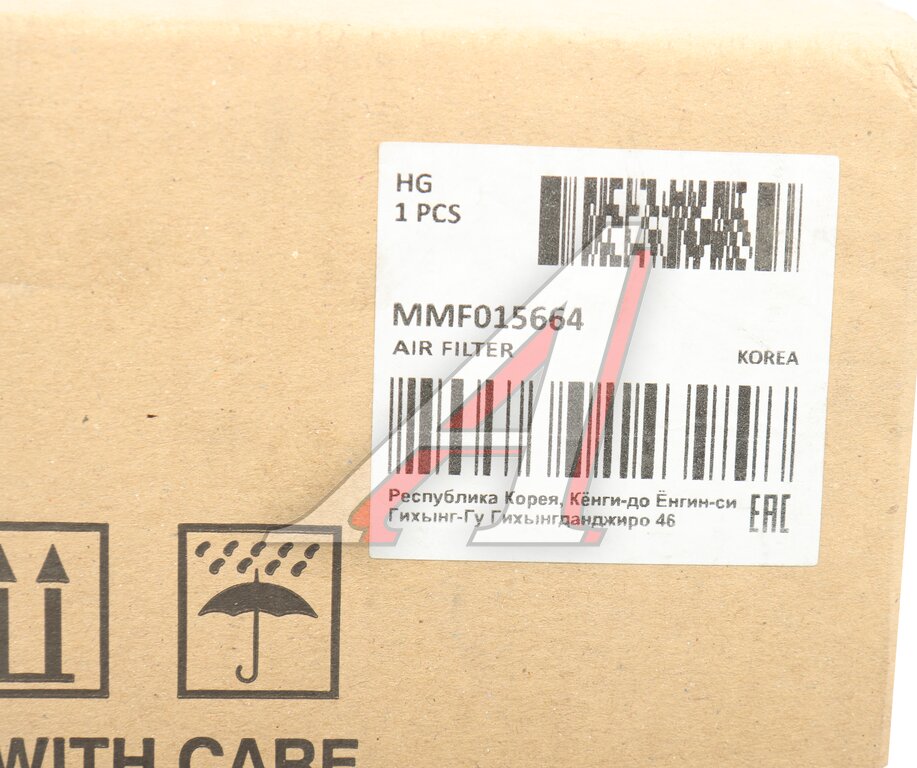 HG
1 PCS
MMF015664
AIR FILTER
KOREA
Республика Корея, Кёнги-до Ёнгин-си
Гихынг-Гу Гихынгданджиро 46
EAC
WITH CARE